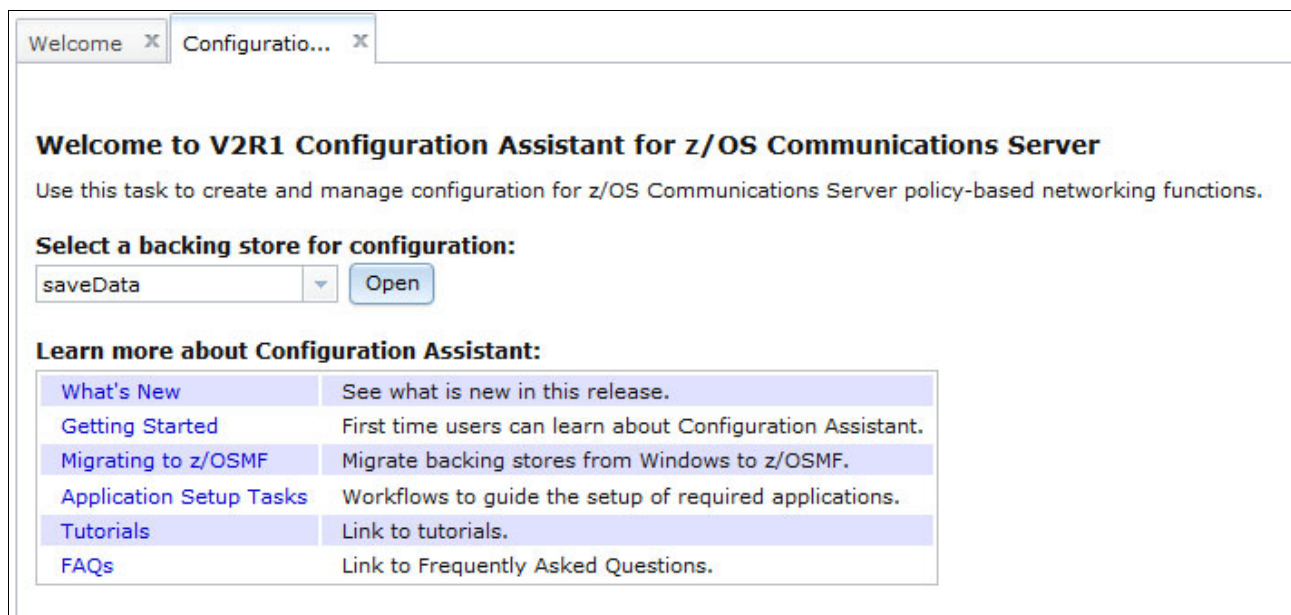 Welcome X Configuratio... X
Welcome to V2R1 Configuration Assistant for z/OS Communications Server
Use this task to create and manage configuration for z/OS Communications Server policy-based networking functions.
Select a backing store for configuration:
saveData Open
Learn more about Configuration Assistant:
What's New See what is new in this release.
Getting Started First time users can learn about Configuration Assistant.
Migrating to z/OSMF Migrate backing stores from Windows to z/OSMF.
Application Setup Tasks Workflows to guide the setup of required applications.
Tutorials Link to tutorials.
FAQs Link to Frequently Asked Questions.